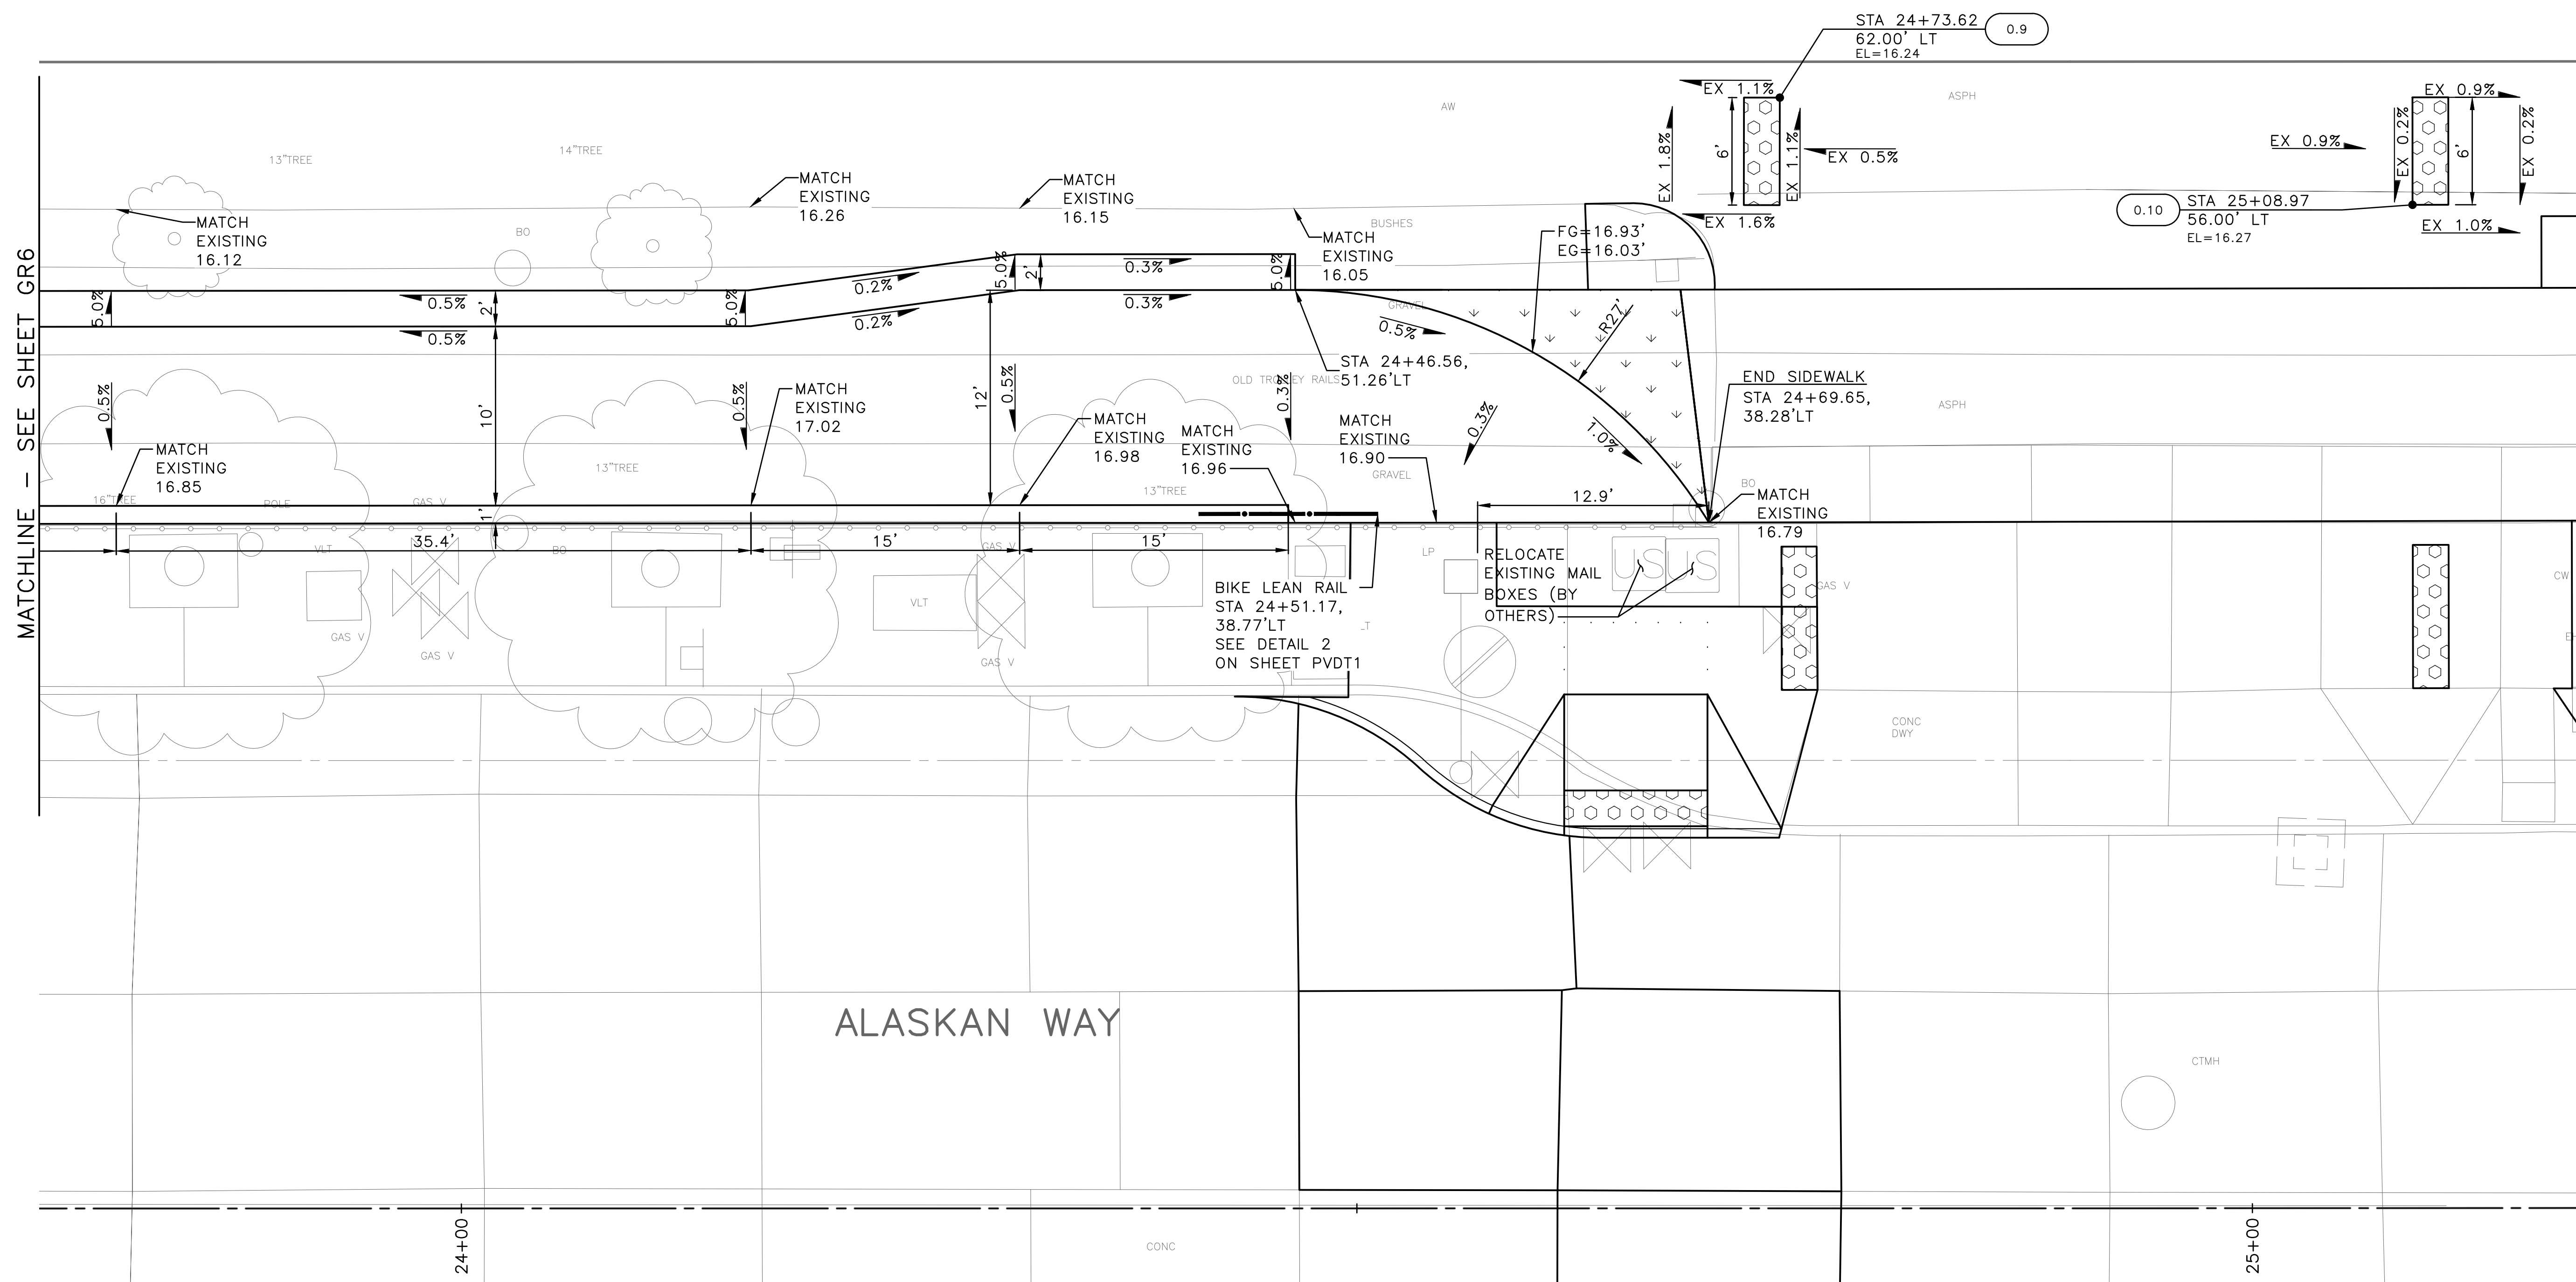 STA 24+73.62
62.00' LT
EL=16.24
0.9
EX 1.1%
EX 1.8%
6'
EX 1.1%
EX 0.5%
EX 1.6%
AW
ASPH
EX 0.9%
EX 0.9%
EX 0.2%
6'
EX 0.2%
EX 1.0%
0.10
STA 25+08.97
56.00' LT
EL=16.27
13"TREE
14"TREE
MATCH
EXISTING
16.12
BO
MATCH
EXISTING
16.26
MATCH
EXISTING
16.15
MATCH
EXISTING
16.05
BUSHES
FG=16.93'
EG=16.03'
MATCHLINE - SEE SHEET GR6
5.0%
0.5%
0.5%
2'
5.0%
0.2%
0.2%
5.0%
2'
0.3%
0.3%
5.0%
GRAVEL
0.5%
R27'
STA 24+46.56,
51.26'LT
OLD TROLLEY RAILS
END SIDEWALK
STA 24+69.65,
38.28'LT
ASPH
0.5%
10'
0.5%
12'
0.5%
0.3%
0.3%
1.0%
MATCH
EXISTING
16.85
MATCH
EXISTING
17.02
MATCH
EXISTING
16.98
MATCH
EXISTING
16.96
MATCH
EXISTING
16.90
GRAVEL
MATCH
EXISTING
16.79
BO
12.9'
16"TREE
POLE
GAS V
13"TREE
13"TREE
1'
35.4'
15'
15'
VLT
BO
GAS V
VLT
GAS V
GAS V
GAS V
LP
RELOCATE
EXISTING MAIL
BOXES (BY
OTHERS)
US
US
GAS V
BIKE LEAN RAIL
STA 24+51.17,
38.77'LT
SEE DETAIL 2
ON SHEET PVDT1
CW
CONC
DWY
ALASKAN WAY
CTMH
CONC
24+00
25+00